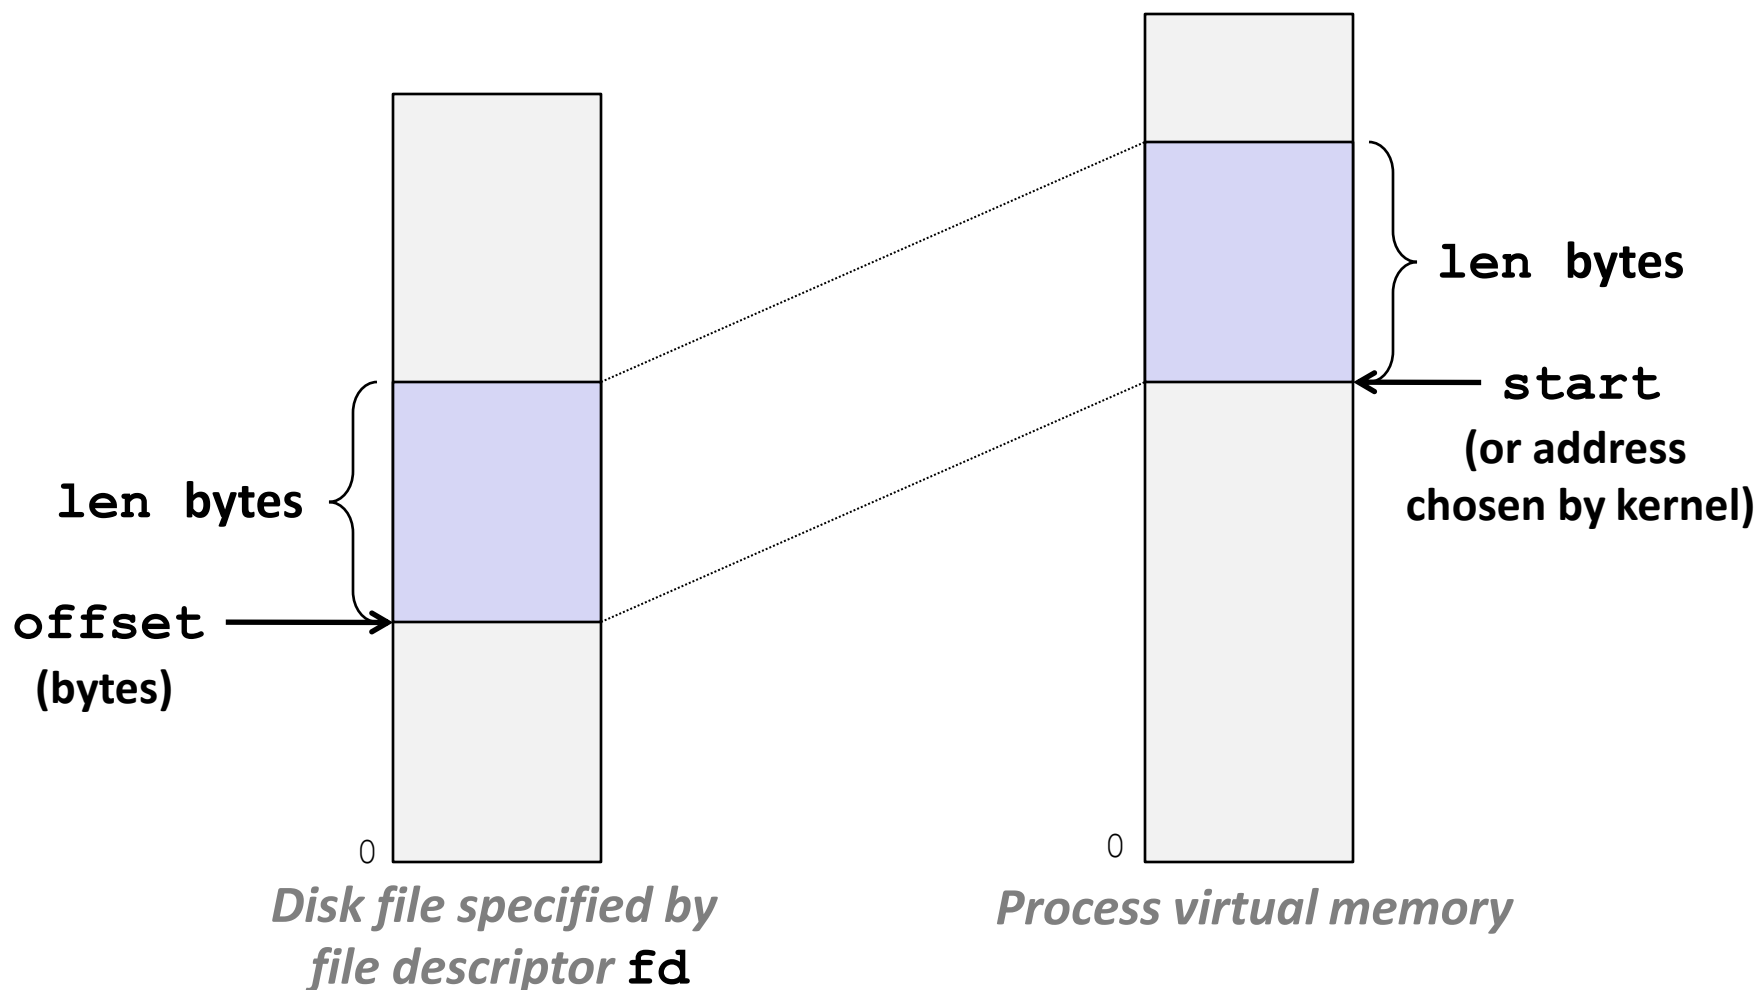 len bytes
start
(or address
chosen by kernel)
len bytes
offset
(bytes)
0
0
Disk file specified by
file descriptor fd
Process virtual memory